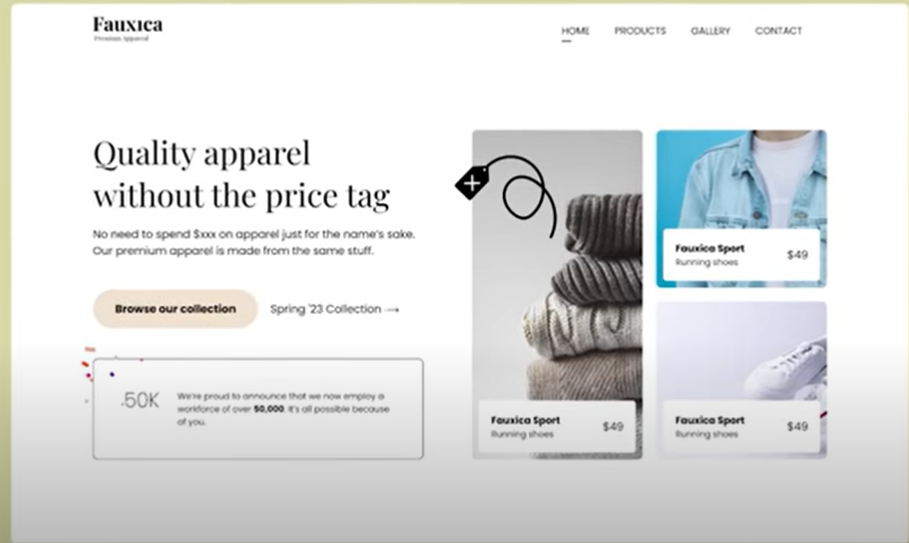 Fauxica
Premium Apparel
HOME PRODUCTS GALLERY CONTACT
Quality apparel
without the price tag
No need to spend $xxx on apparel just for the name's sake.
Our premium apparel is made from the same stuff.
Browse our collection
Spring '23 Collection →
50K
We're proud to announce that we now employ a
workforce of over 50,000. It's all possible because
of you.
Fauxica Sport
Running shoes
$49
Fauxica Sport
Running shoes
$49
Fauxica Sport
Running shoes
$49